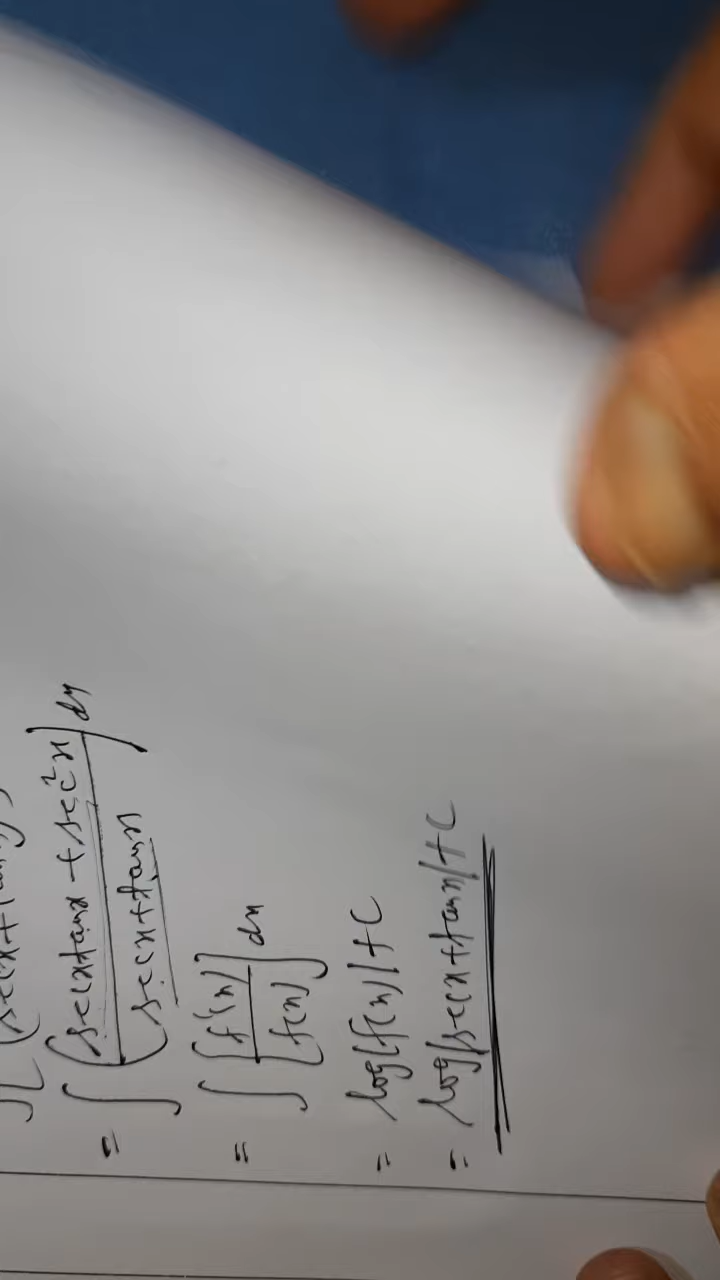 = ∫ (secxtanx + sec²x / secx + tanx) dx
= ∫ [f'(x) / f(x)] dx
= log|f(x)| + C
= log|secx + tanx| + C